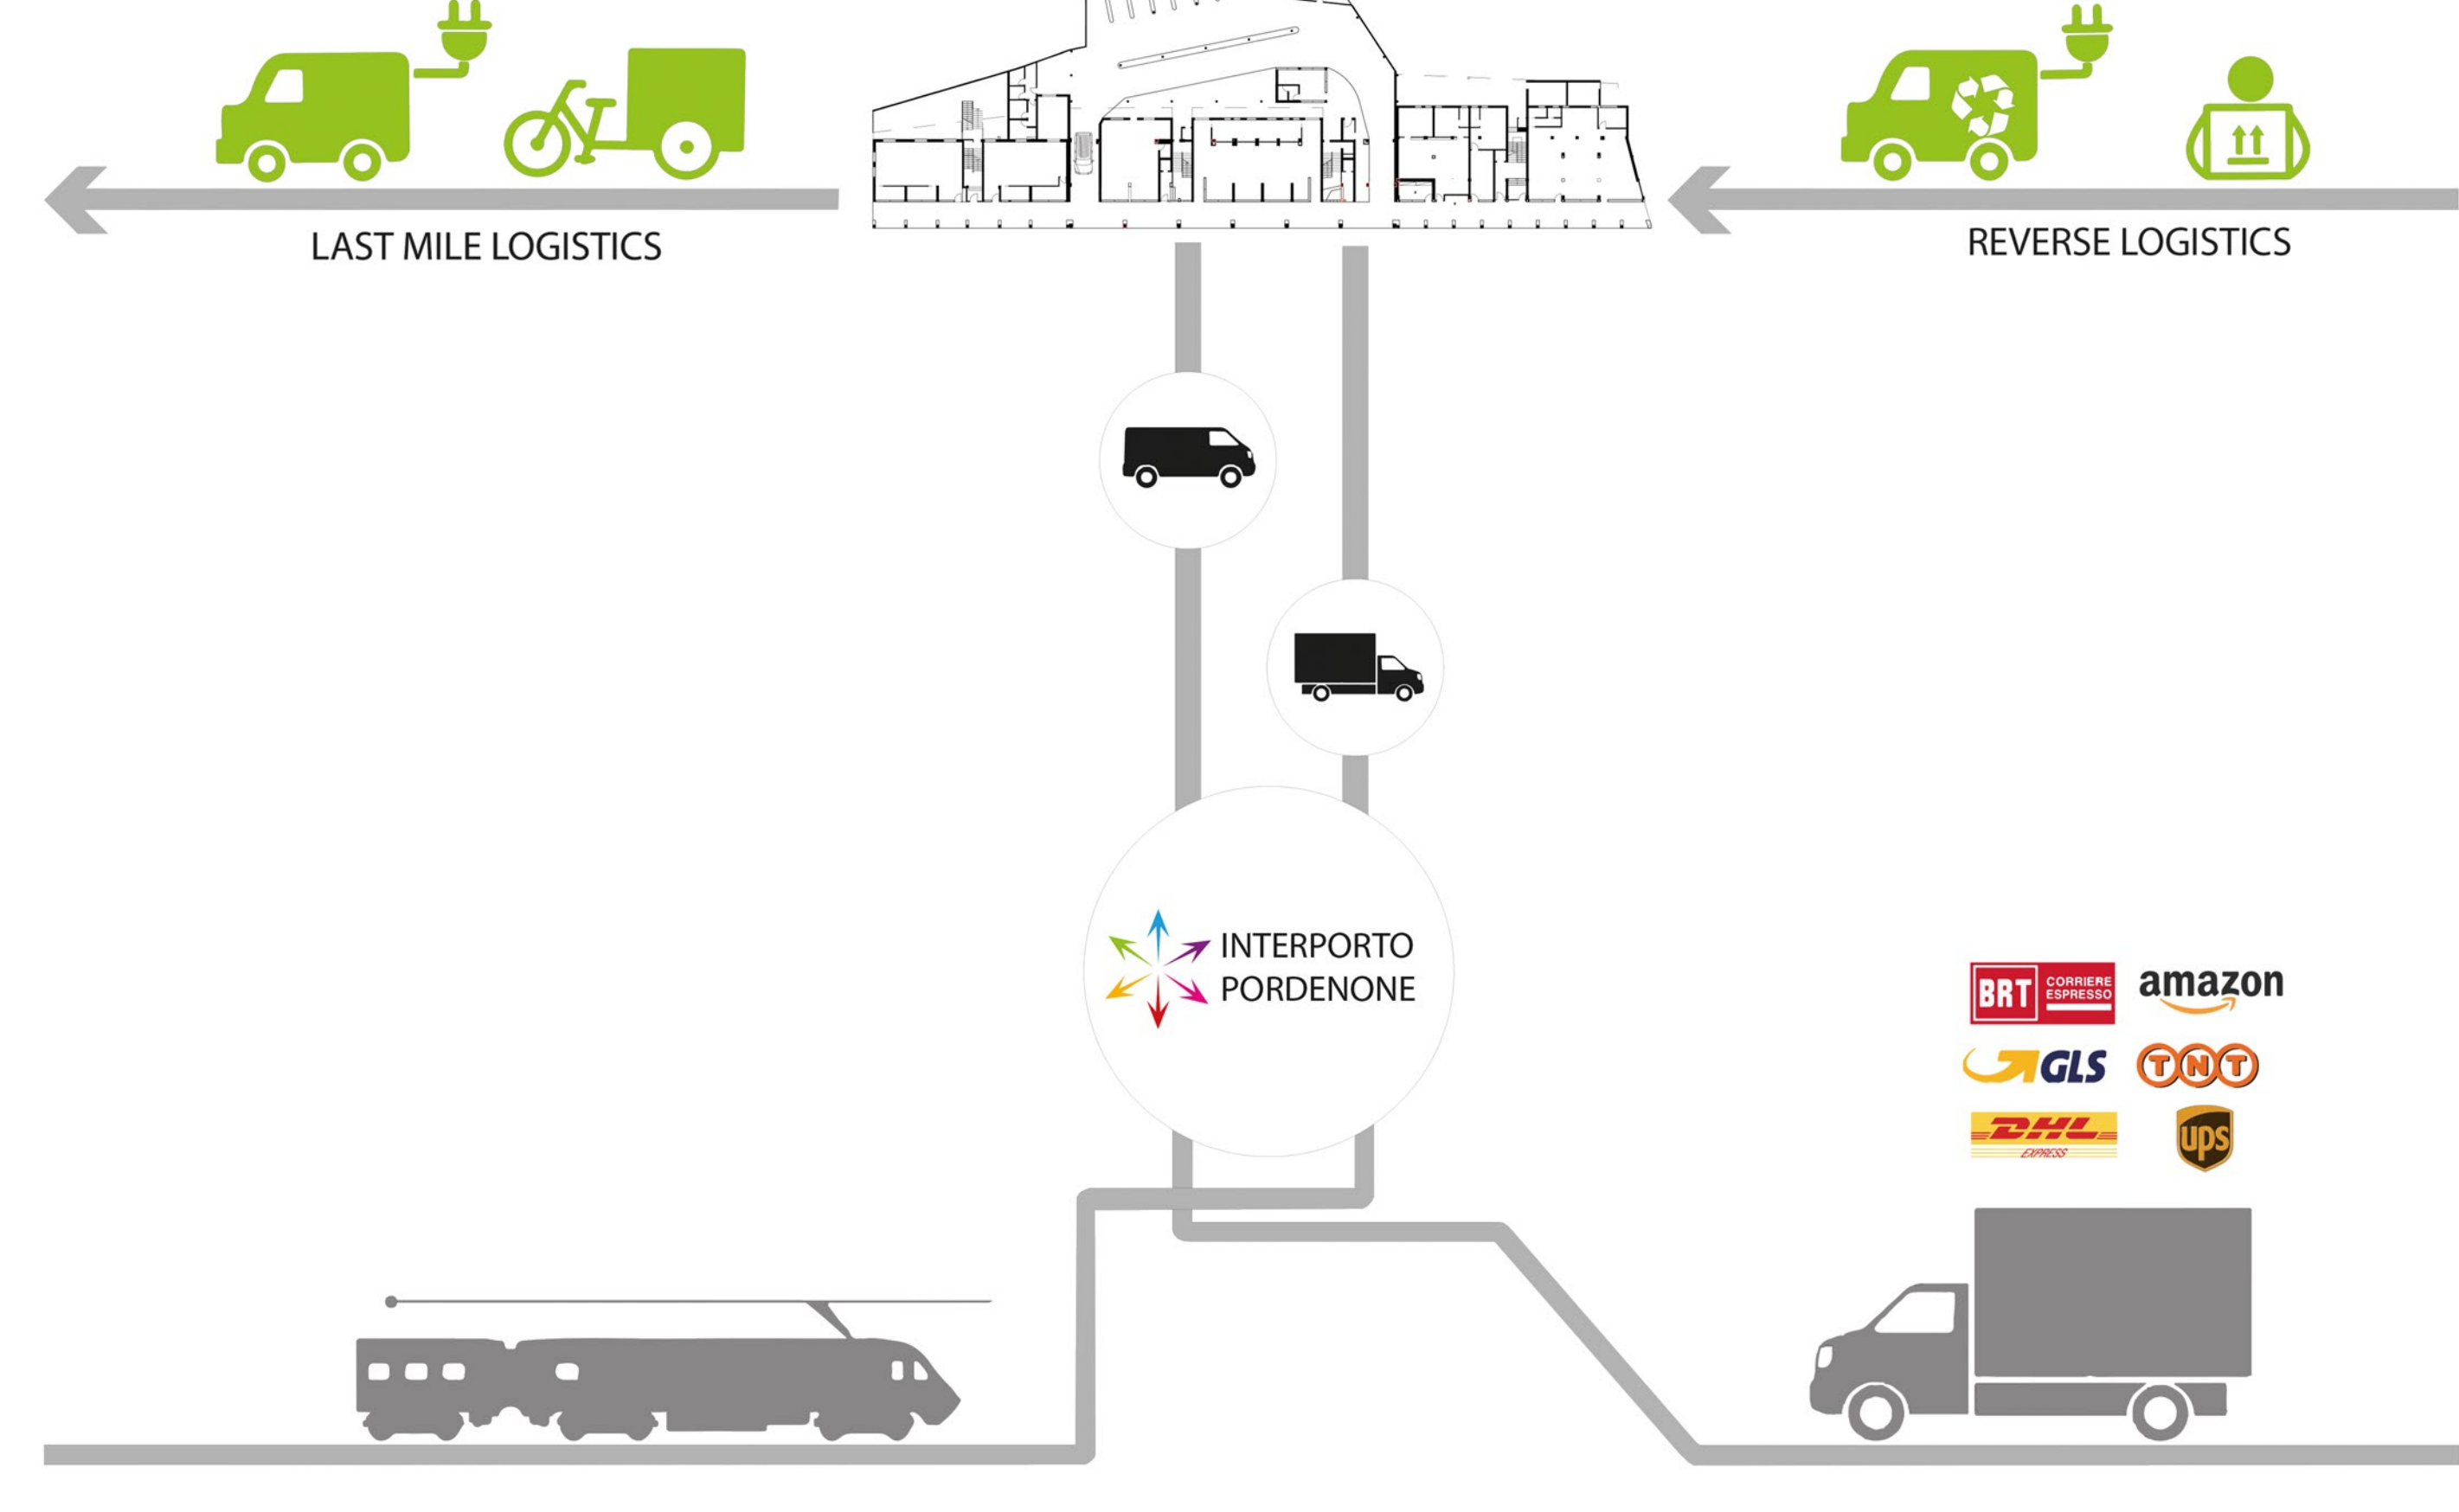 LAST MILE LOGISTICS
REVERSE LOGISTICS
INTERPORTO
PORDENONE
BRT CORRIERE
ESPRESSO
amazon
GLS
TNT
DHL
EXPRESS
ups